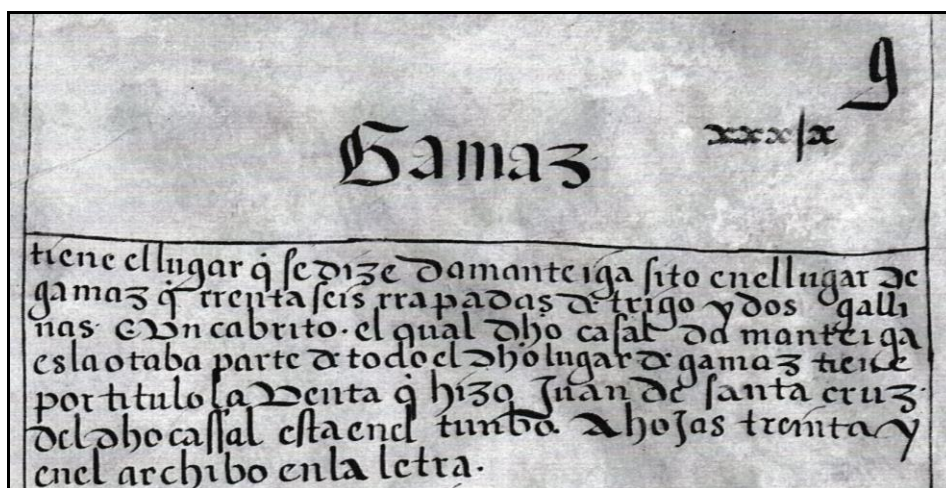 g
xxxix
Gamaz
tiene el lugar q̃ se dize damanteiga sito enel lugar de
gamaz q̃ rrenta seis rrapadas de trigo y dos galli
nas. E Vn cabrito. el qual dho casal da manteiga
es la otaba parte de todo el dho lugar de gamaz tiene
por titulo la Venta q̃ hizo Juan de santa cruz.
del dho cassal esta enel tunbo. A hojas treinta y
enel archibo en la letra.